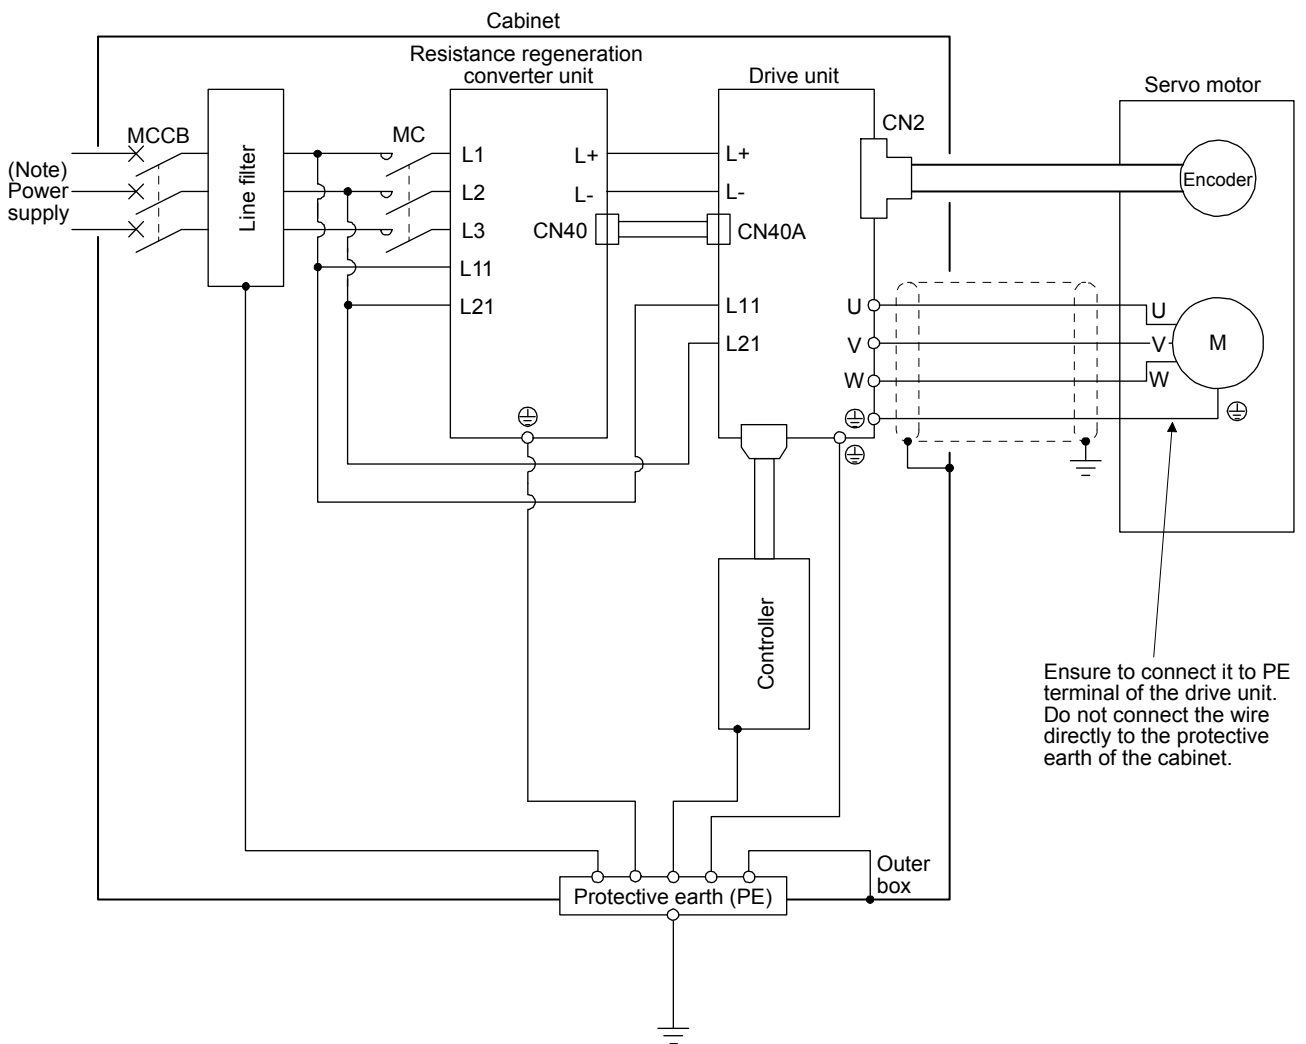 Cabinet
Resistance regeneration
converter unit
Drive unit
Servo motor
MCCB
MC
CN2
(Note)
Power
supply
Line filter
L1
L2
L3
L11
L21
L+
L-
CN40
L+
L-
CN40A
L11
L21
U
V
W
Encoder
U
V
W
M
Controller
Ensure to connect it to PE
terminal of the drive unit.
Do not connect the wire
directly to the protective
earth of the cabinet.
Outer
box
Protective earth (PE)